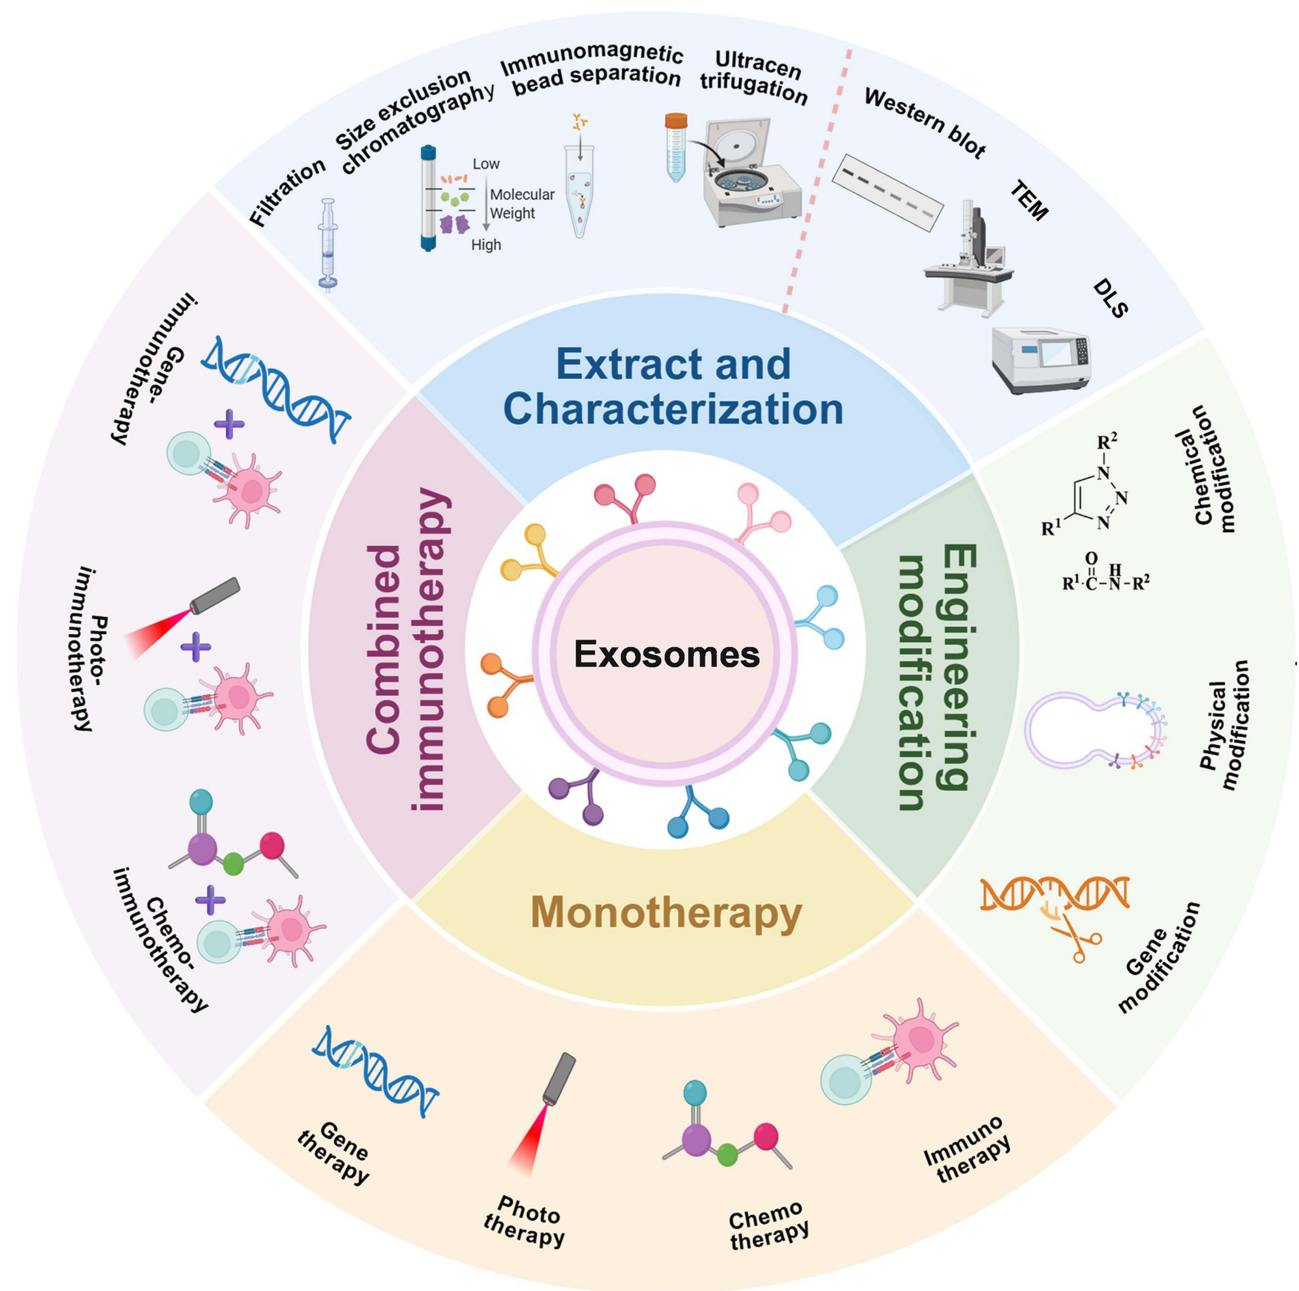 Filtration
Size exclusion
chromatography
Immunomagnetic
bead separation
Ultracen
trifugation
Western blot
TEM
DLS
Low
Molecular
Weight
High
Extract and
Characterization
Chemical
modification
R²
N
N
N
R¹
O
H
R¹-C-N-R²
Physical
modification
Gene
modification
Engineering
modification
Exosomes
Combined
immunotherapy
Gene-
immunotherapy
Photo-
immunotherapy
Chemo-
immunotherapy
Monotherapy
Gene
therapy
Photo
therapy
Chemo
therapy
Immuno
therapy